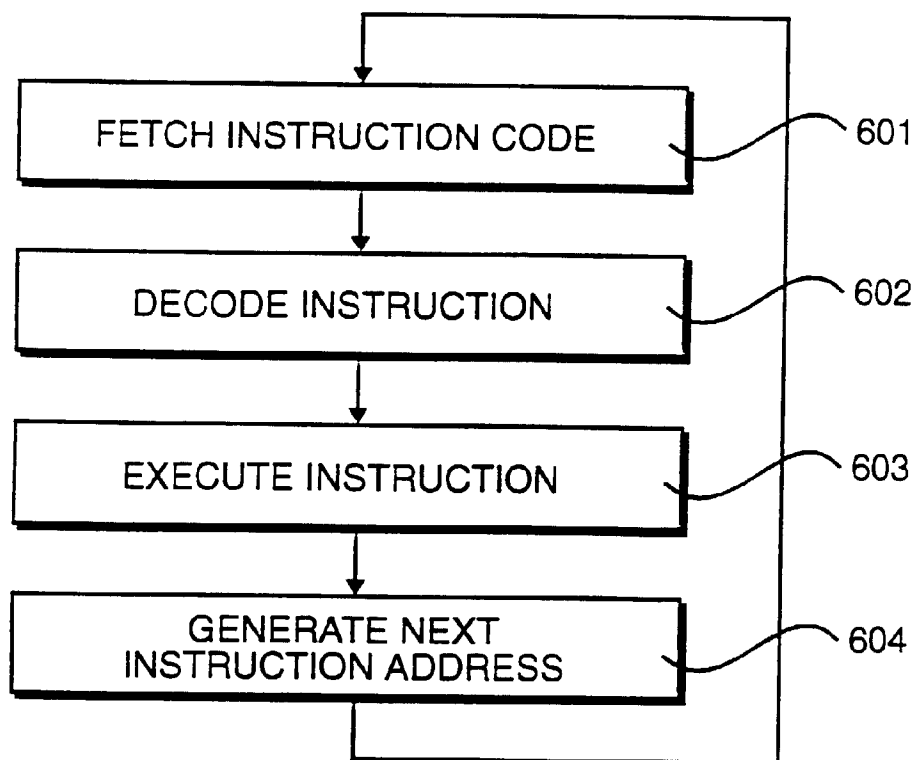 FETCH INSTRUCTION CODE
601
DECODE INSTRUCTION
602
EXECUTE INSTRUCTION
603
GENERATE NEXT
INSTRUCTION ADDRESS
604